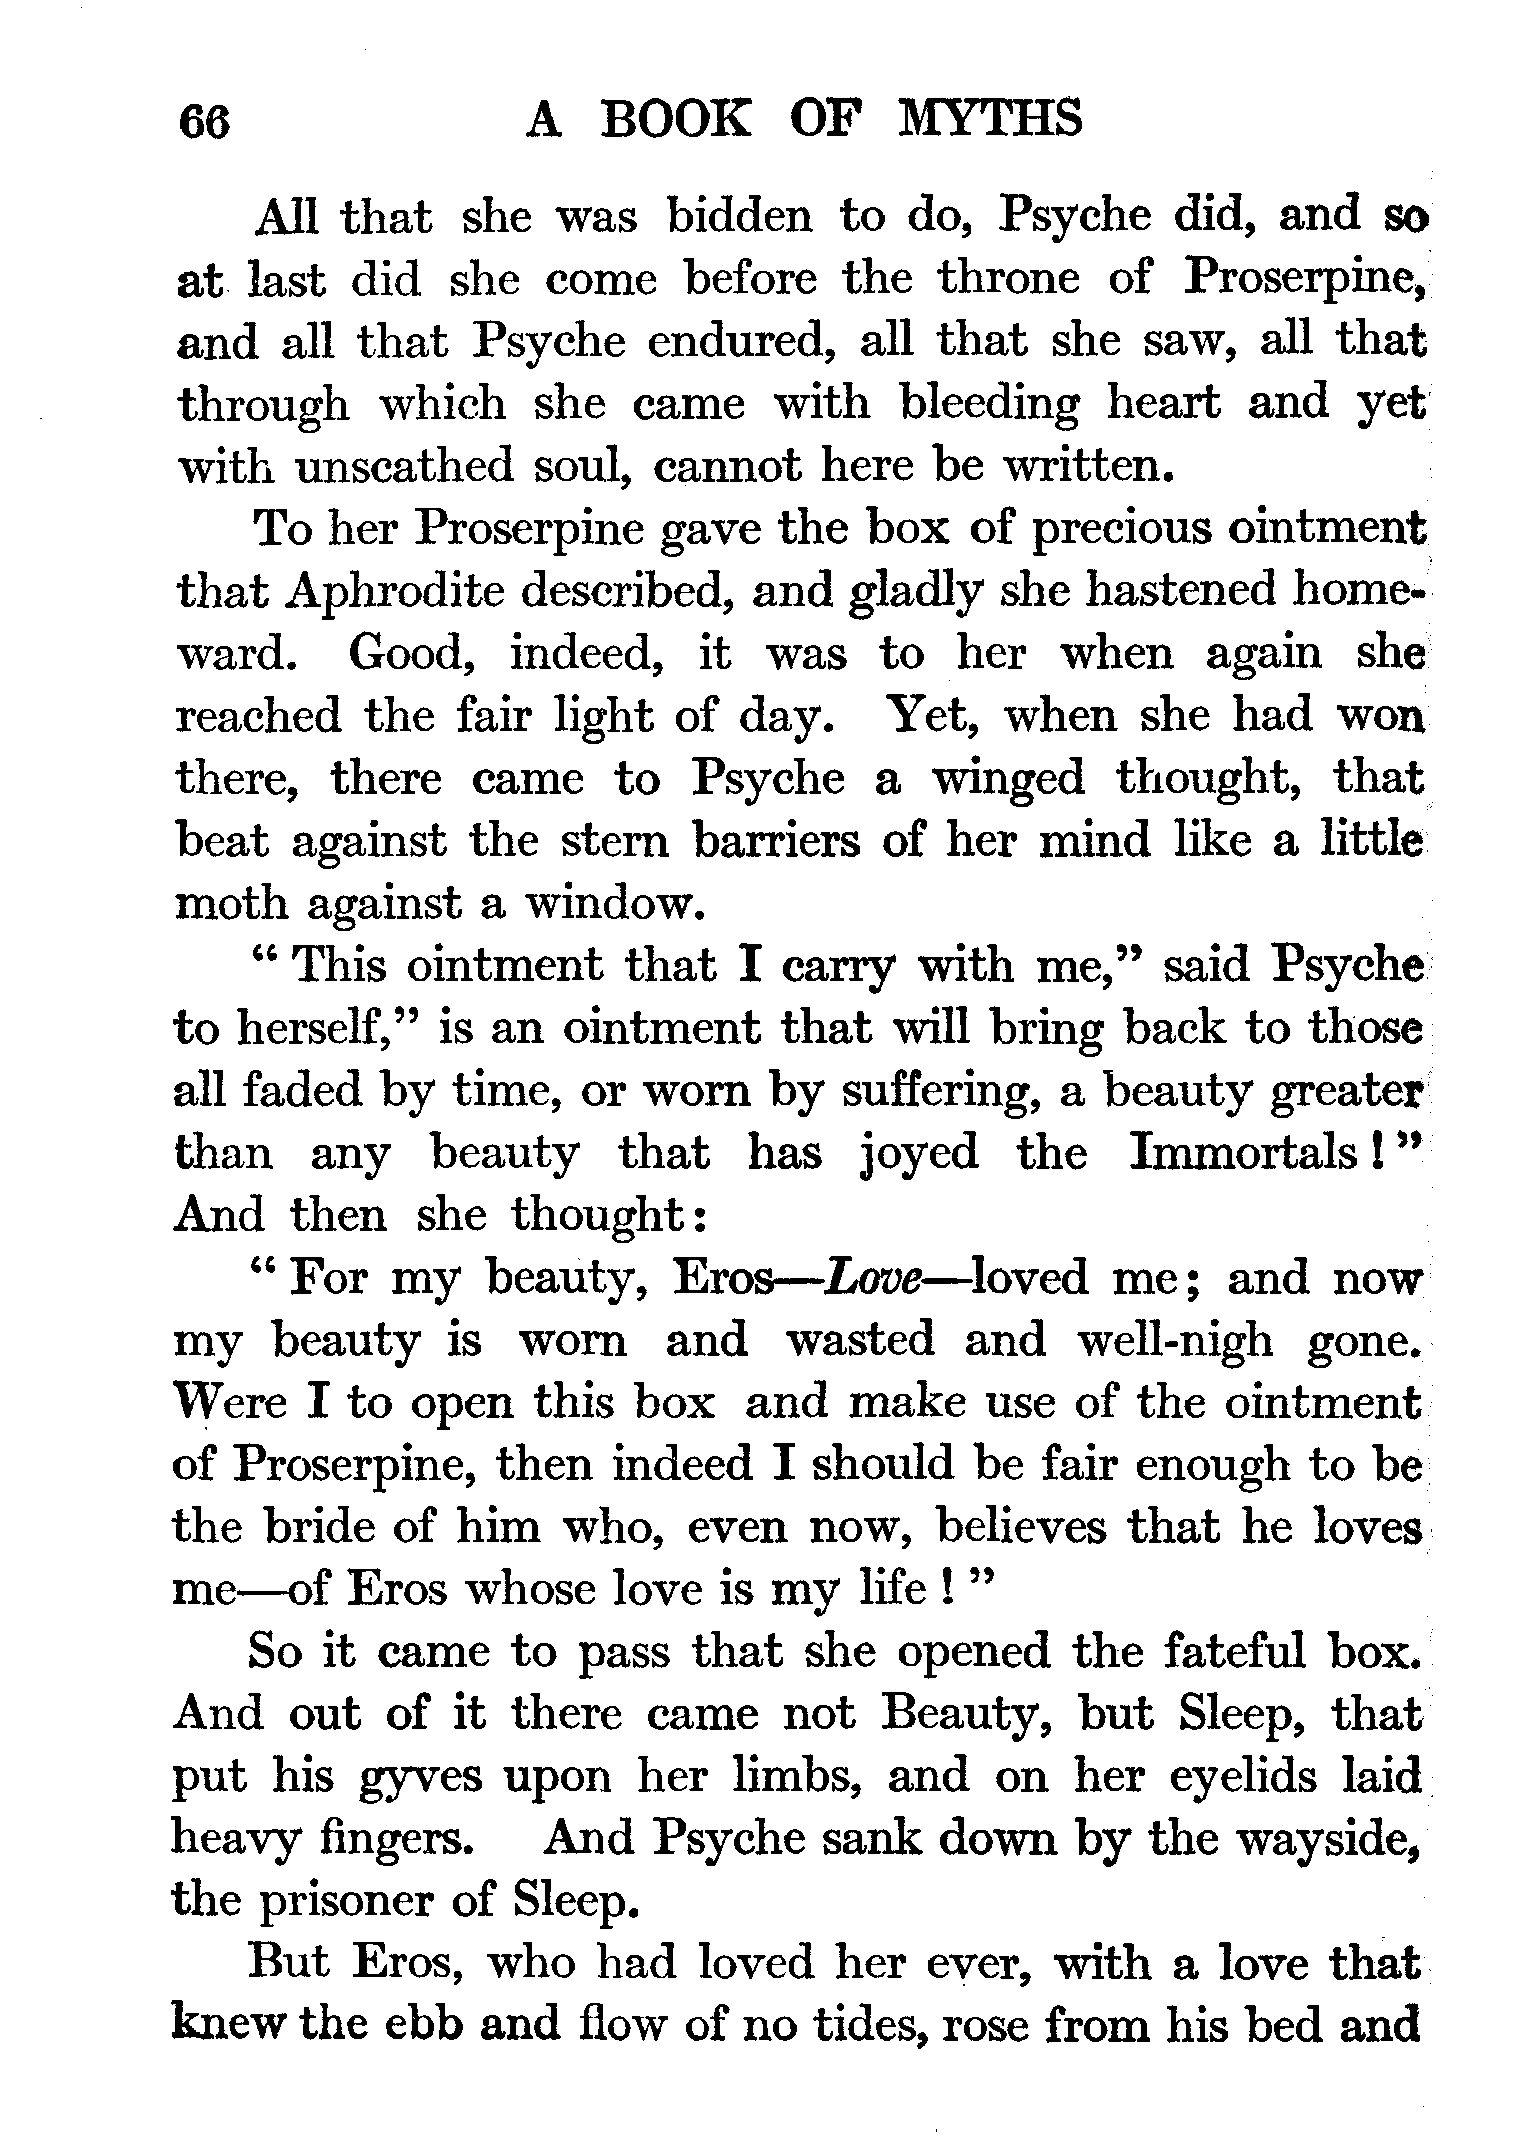 66 A BOOK OF MYTHS
All that she was bidden to do, Psyche did, and so
at last did she come before the throne of Proserpine,
and all that Psyche endured, all that she saw, all that
through which she came with bleeding heart and yet
with unscathed soul, cannot here be written.
To her Proserpine gave the box of precious ointment
that Aphrodite described, and gladly she hastened home-
ward. Good, indeed, it was to her when again she
reached the fair light of day. Yet, when she had won
there, there came to Psyche a winged thought, that
beat against the stern barriers of her mind like a little
moth against a window.
“ This ointment that I carry with me,” said Psyche
to herself,” is an ointment that will bring back to those
all faded by time, or worn by suffering, a beauty greater
than any beauty that has joyed the Immortals ! ”
And then she thought :
“ For my beauty, Eros—Love—loved me ; and now
my beauty is worn and wasted and well-nigh gone.
Were I to open this box and make use of the ointment
of Proserpine, then indeed I should be fair enough to be
the bride of him who, even now, believes that he loves
me—of Eros whose love is my life ! ”
So it came to pass that she opened the fateful box.
And out of it there came not Beauty, but Sleep, that
put his gyves upon her limbs, and on her eyelids laid
heavy fingers. And Psyche sank down by the wayside,
the prisoner of Sleep.
But Eros, who had loved her ever, with a love that
knew the ebb and flow of no tides, rose from his bed and